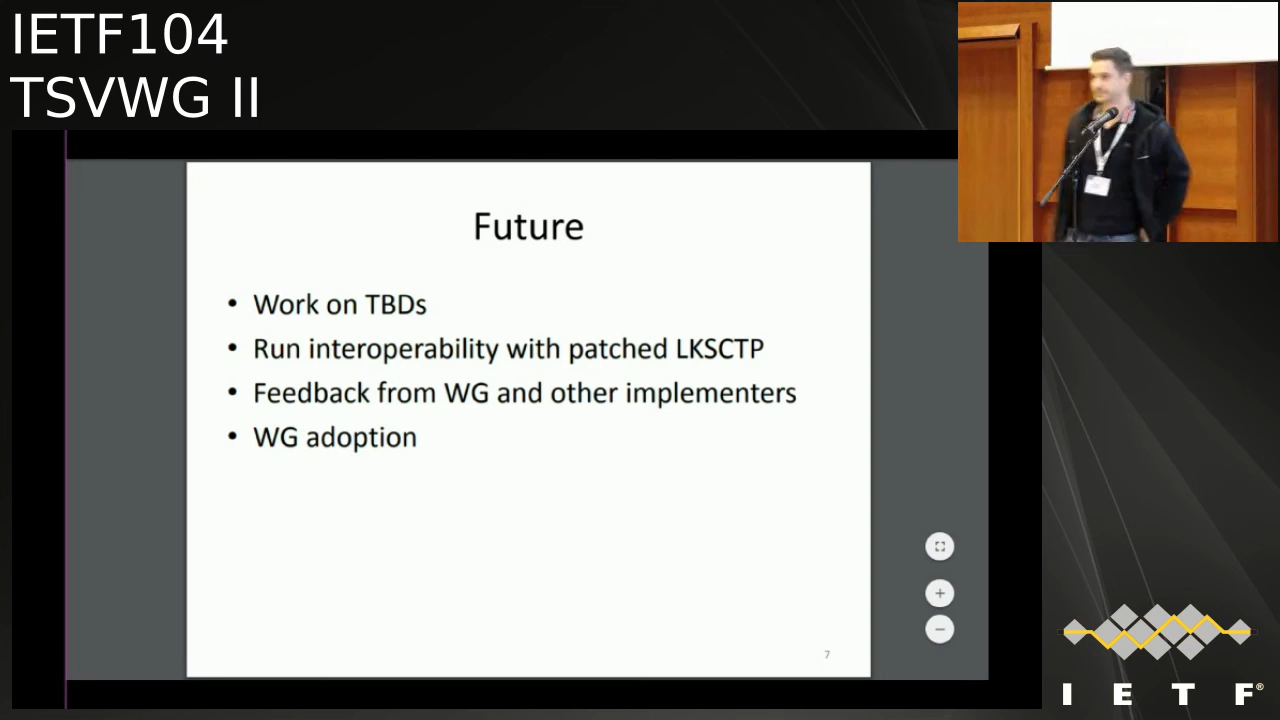 IETF104
TSVWG II
Future
• Work on TBDs
• Run interoperability with patched LKSCTP
• Feedback from WG and other implementers
• WG adoption
7
I E T F®